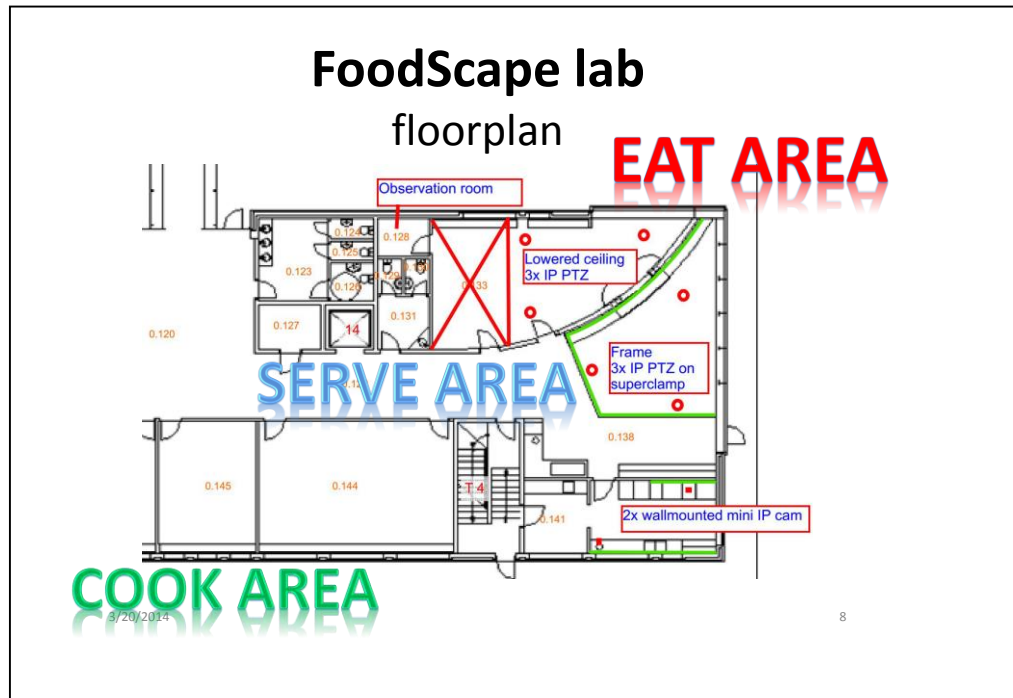 FoodScape lab
floorplan
EAT AREA
Observation room
0.124
0.128
0.125
Lowered ceiling
3x IP PTZ
0.123
0.126
0.129
0.133
0.131
0.127
14
0.120
Frame
3x IP PTZ on
superclamp
SERVE AREA
0.138
0.145
0.144
T 4
0.141
2x wallmounted mini IP cam
COOK AREA
3/20/2014
8